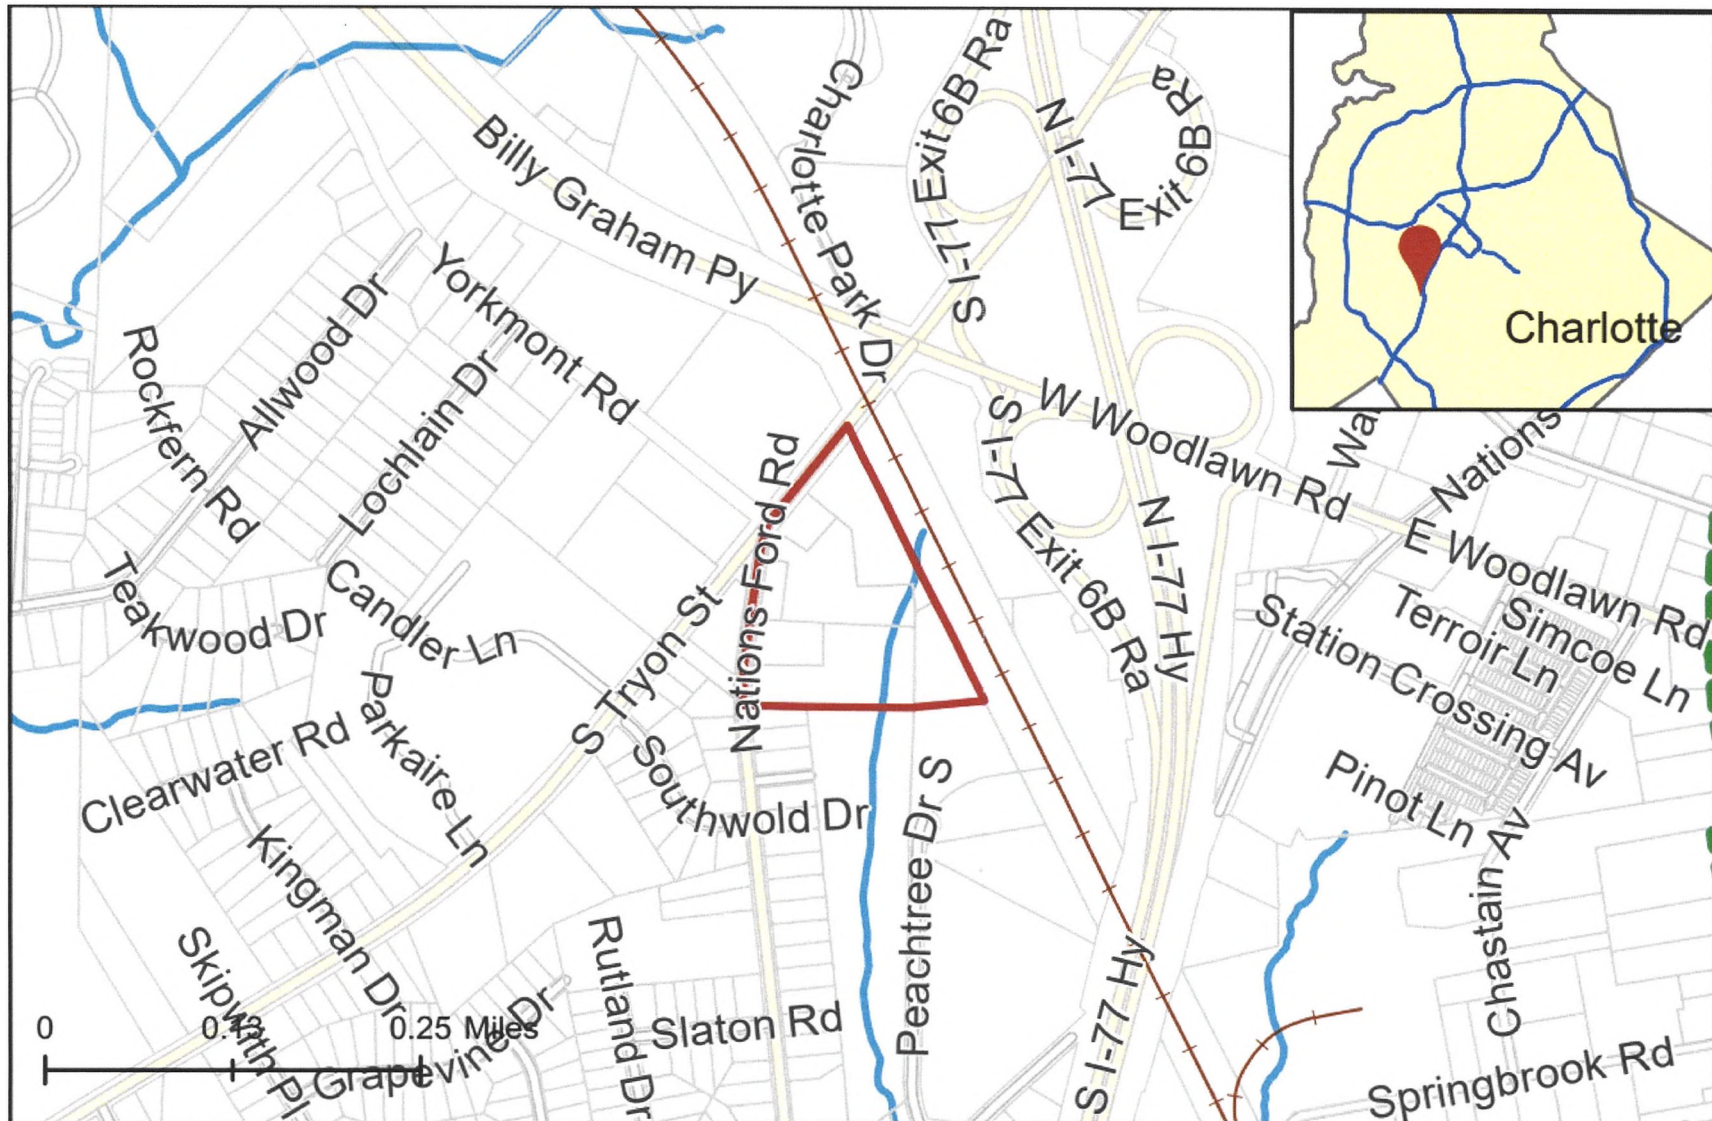 Billy Graham Py
Charlotte Park Dr
S I-77 Exit 6B Ra
N I-77
Exit 6B Ra
Charlotte
Yorkmont Rd
Allwood Dr
Lochlain Dr
Rockfern Rd
Teakwood Dr
Candler Ln
Nations Ford Rd
S Tryon St
W Woodlawn Rd
S I-77 Exit 6B Ra
N I-77 Hy
Nations
E Woodlawn Rd
Simcoe Ln
Terroir Ln
Station Crossing Av
Pinot Ln
Chastain Av
Clearwater Rd
Parkaire Ln
Southwold Dr
Peachtree Dr S
Kingman Dr
Skipwith Pl
Grapevine Dr
Rutland Dr
Slaton Rd
S I-77 Hy
Springbrook Rd
0 0.13 0.25 Miles